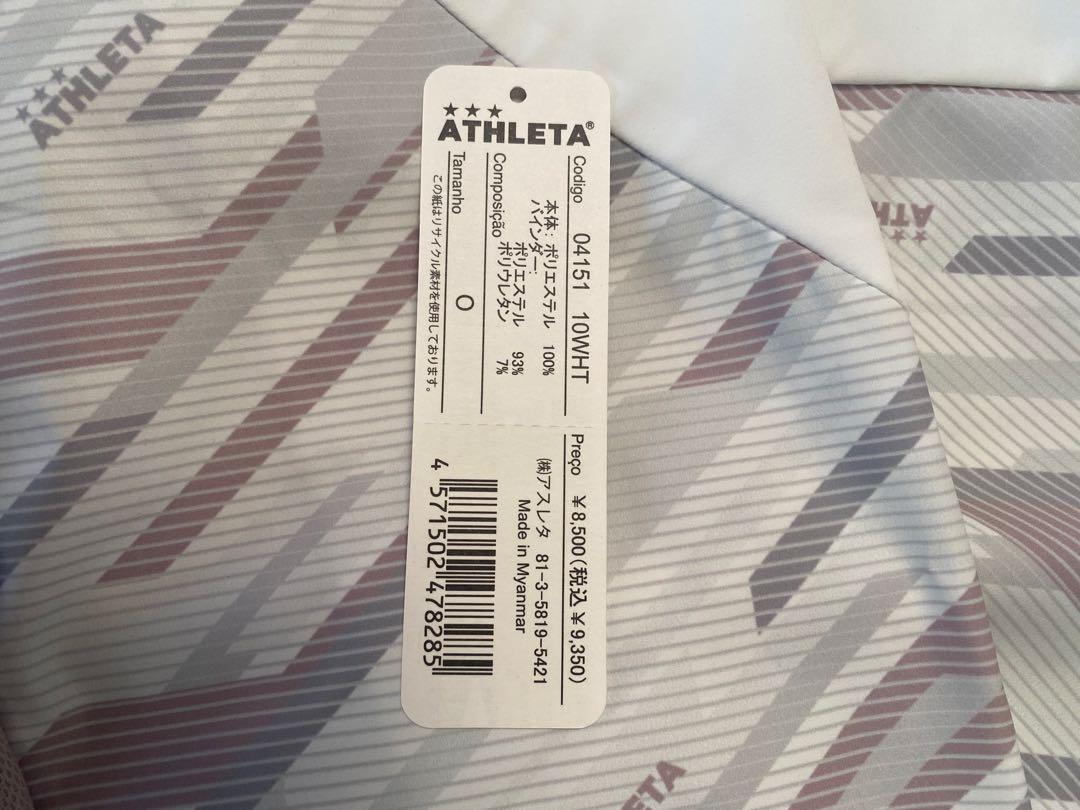 ★★★
ATHLETA
★★★
ATHLETA®
Codigo 04151 10WHT
本体: ポリエステル 100%
バインダー:
ポリエステル 93%
Composição ポリウレタン 7%
Tamanho O
この紙はリサイクル素材を使用しております。
Preço ¥8,500(税込¥9,350)
㈱アスレタ 81-3-5819-5421
Made in Myanmar
4 571502 478285
ATH
★★
ETA